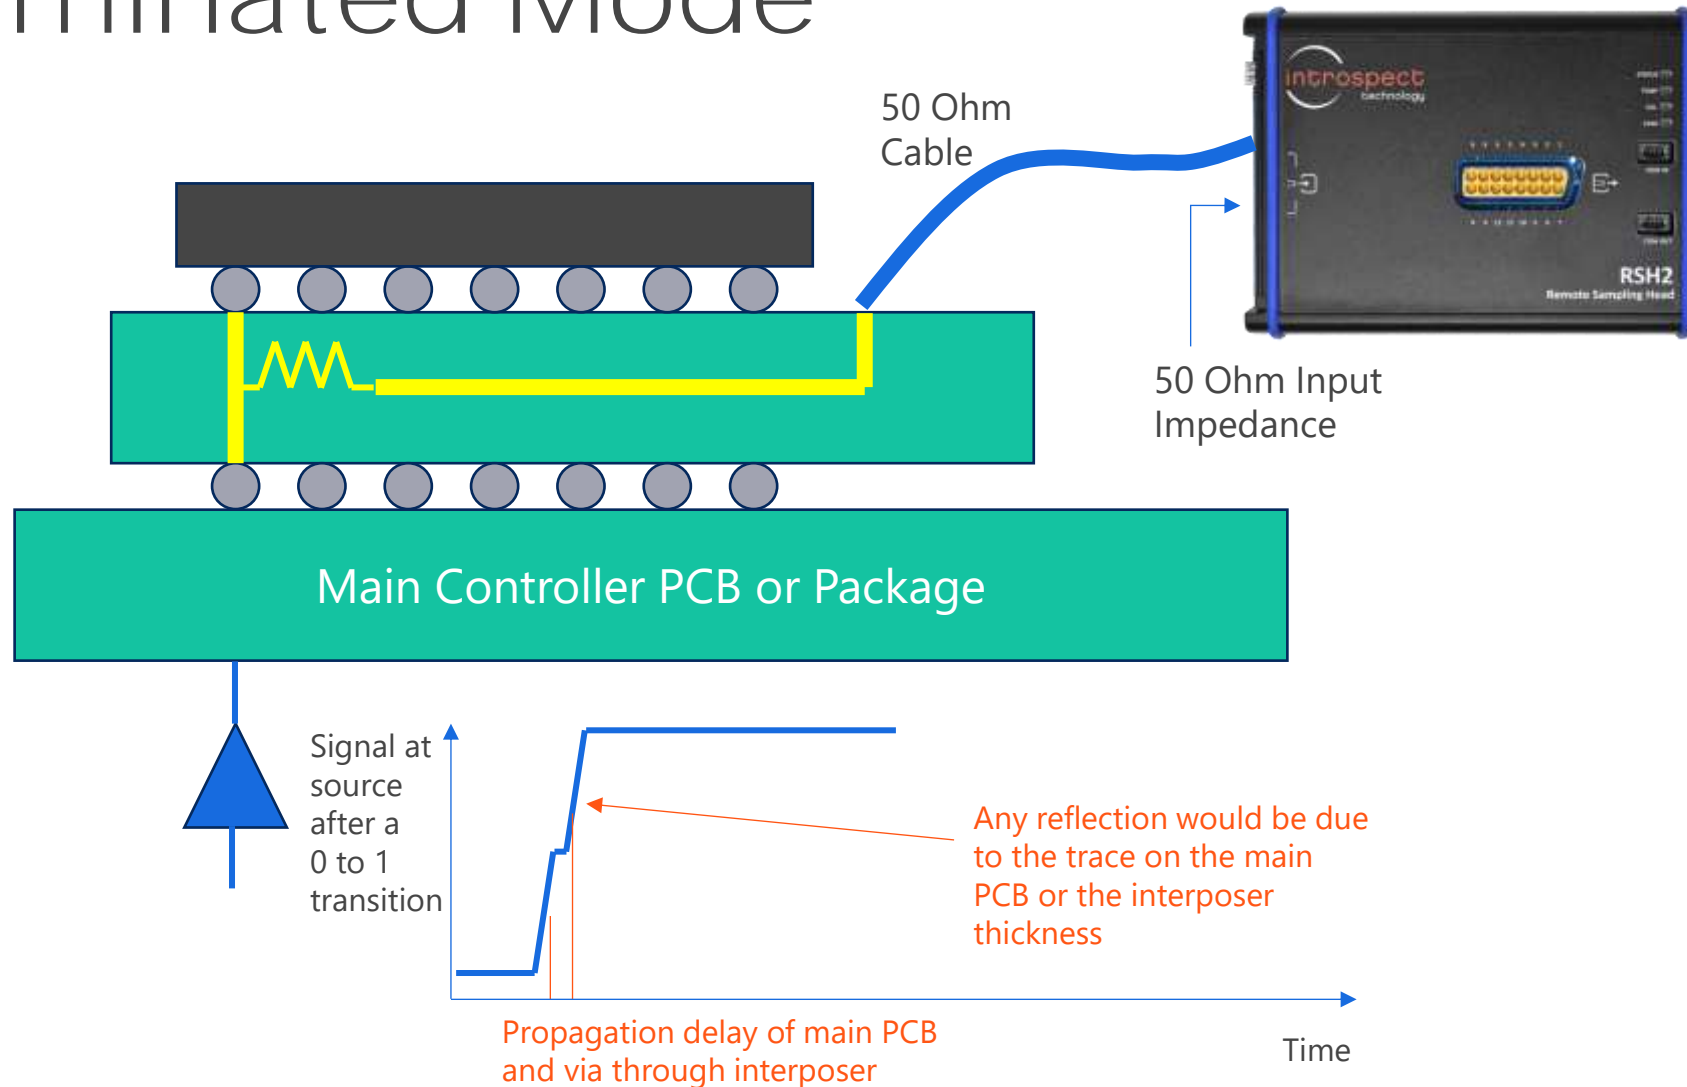 minated Mode
50 Ohm
Cable
introspect
technology
RSH2
Remote Sampling Head
50 Ohm Input
Impedance
Main Controller PCB or Package
Signal at
source
after a
0 to 1
transition
Any reflection would be due
to the trace on the main
PCB or the interposer
thickness
Propagation delay of main PCB
and via through interposer
Time